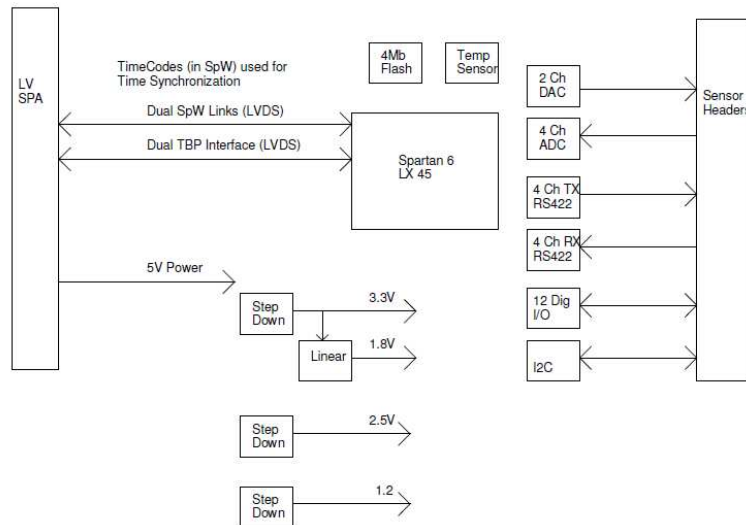 LV
SPA
TimeCodes (in SpW) used for
Time Synchronization
Dual SpW Links (LVDS)
Dual TBP Interface (LVDS)
4Mb
Flash
Temp
Sensor
Spartan 6
LX 45
2 Ch
DAC
4 Ch
ADC
4 Ch TX
RS422
4 Ch RX
RS422
12 Dig
I/O
I2C
Sensor
Headers
5V Power
Step
Down
3.3V
Linear
1.8V
Step
Down
2.5V
Step
Down
1.2